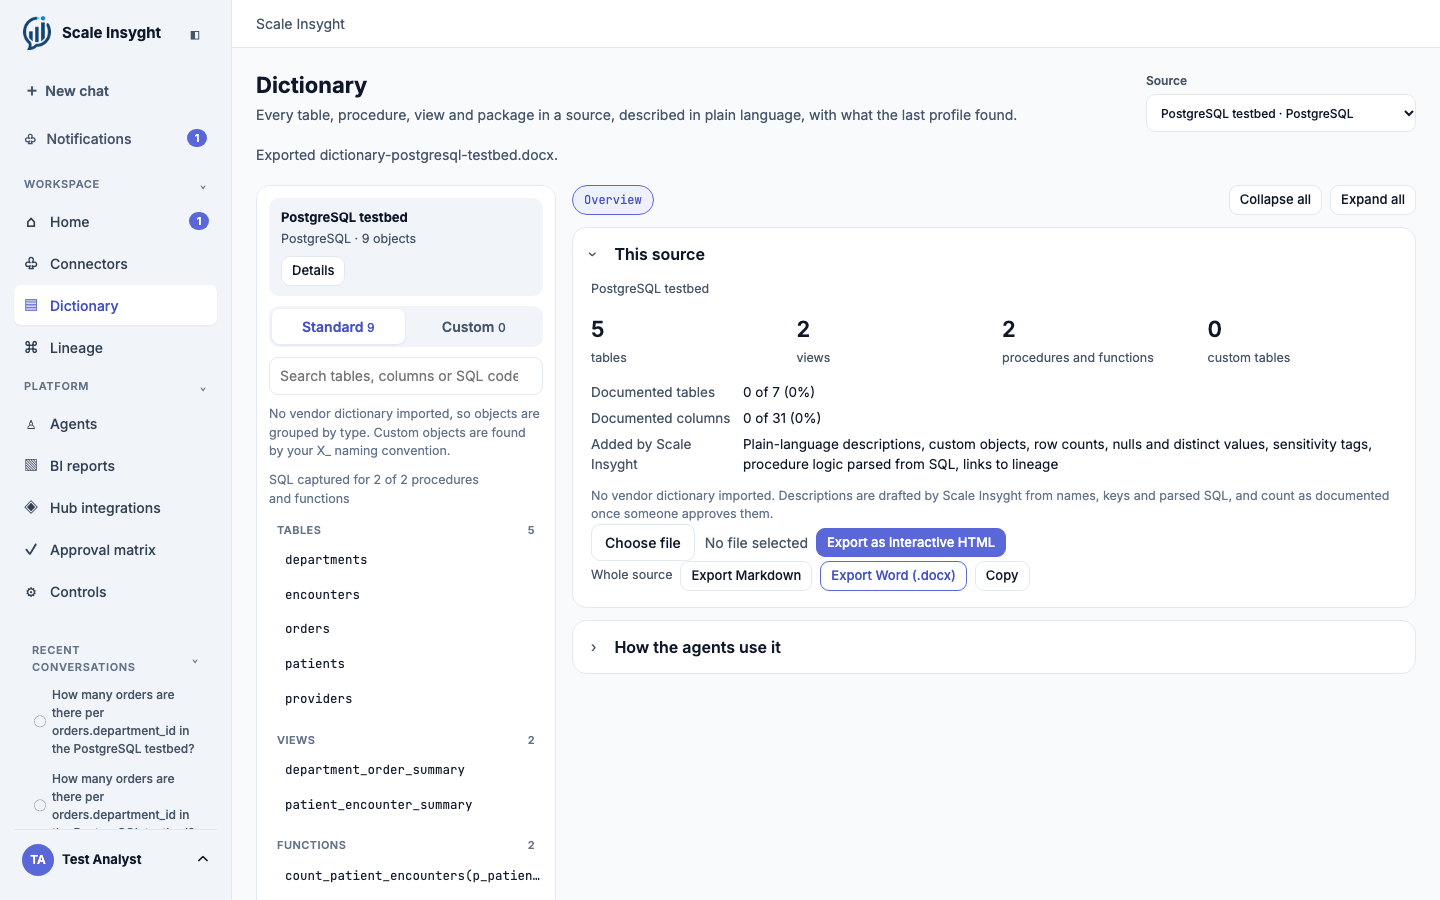 Scale Insyght
+ New chat
Notifications
1
WORKSPACE
Home
1
Connectors
Dictionary
Lineage
PLATFORM
Agents
BI reports
Hub integrations
Approval matrix
Controls
RECENT
CONVERSATIONS
How many orders are
there per
orders.department_id in
the PostgreSQL testbed?
How many orders are
there per
orders.department_id in
TA
Test Analyst
Scale Insyght
Dictionary
Every table, procedure, view and package in a source, described in plain language, with what the last profile found.
Source
PostgreSQL testbed · PostgreSQL
Exported dictionary-postgresql-testbed.docx.
PostgreSQL testbed
PostgreSQL · 9 objects
Details
Standard 9
Custom 0
Search tables, columns or SQL code
No vendor dictionary imported, so objects are
grouped by type. Custom objects are found
by your X_ naming convention.
SQL captured for 2 of 2 procedures
and functions
TABLES 5
departments
encounters
orders
patients
providers
VIEWS 2
department_order_summary
patient_encounter_summary
FUNCTIONS 2
count_patient_encounters(p_patien…
Overview
Collapse all
Expand all
This source
PostgreSQL testbed
5
tables
2
views
2
procedures and functions
0
custom tables
Documented tables 0 of 7 (0%)
Documented columns 0 of 31 (0%)
Added by Scale
Insyght
Plain-language descriptions, custom objects, row counts, nulls and distinct values, sensitivity tags,
procedure logic parsed from SQL, links to lineage
No vendor dictionary imported. Descriptions are drafted by Scale Insyght from names, keys and parsed SQL, and count as documented
once someone approves them.
Choose file No file selected Export as interactive HTML
Whole source Export Markdown Export Word (.docx) Copy
How the agents use it